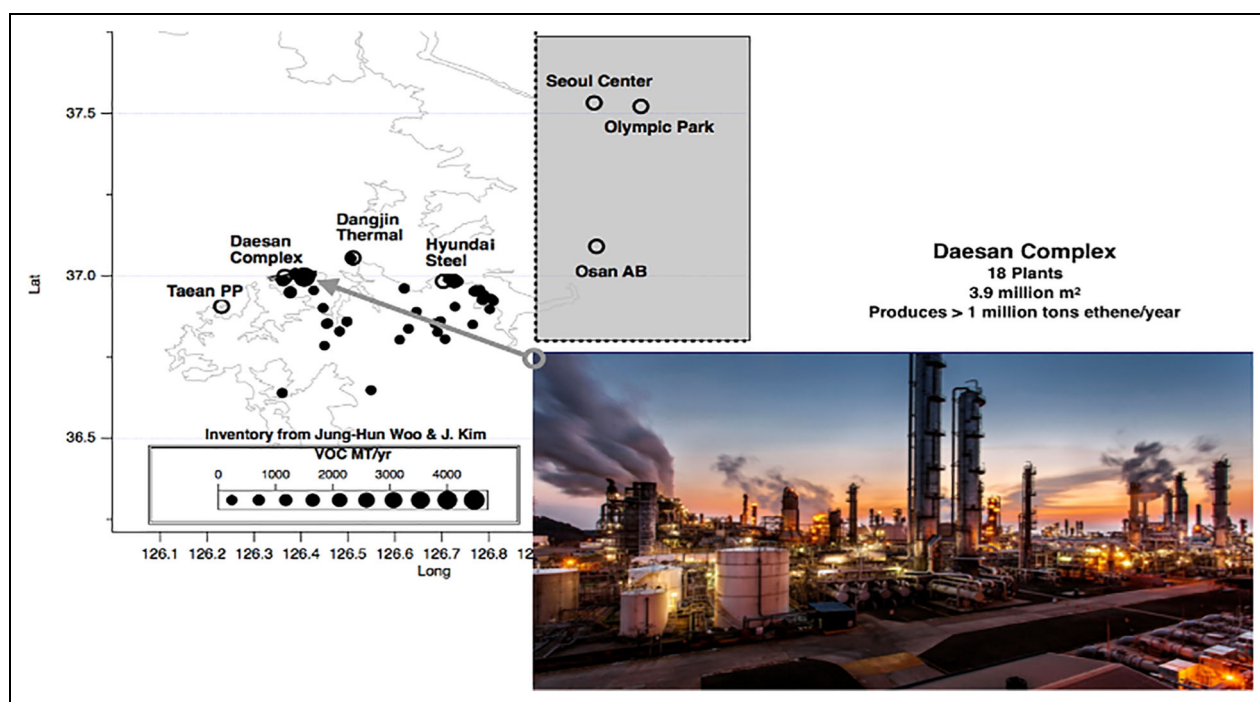 Seoul Center
Olympic Park
37.5
Dangjin
Thermal
Daesan
Complex
Hyundai
Steel
Osan AB
Daesan Complex
18 Plants
3.9 million m²
Produces > 1 million tons ethene/year
37.0
Lat
Taean PP
36.5
Inventory from Jung-Hun Woo & J. Kim
VOC MT/yr
0 1000 2000 3000 4000
126.1 126.2 126.3 126.4 126.5 126.6 126.7 126.8 12
Long